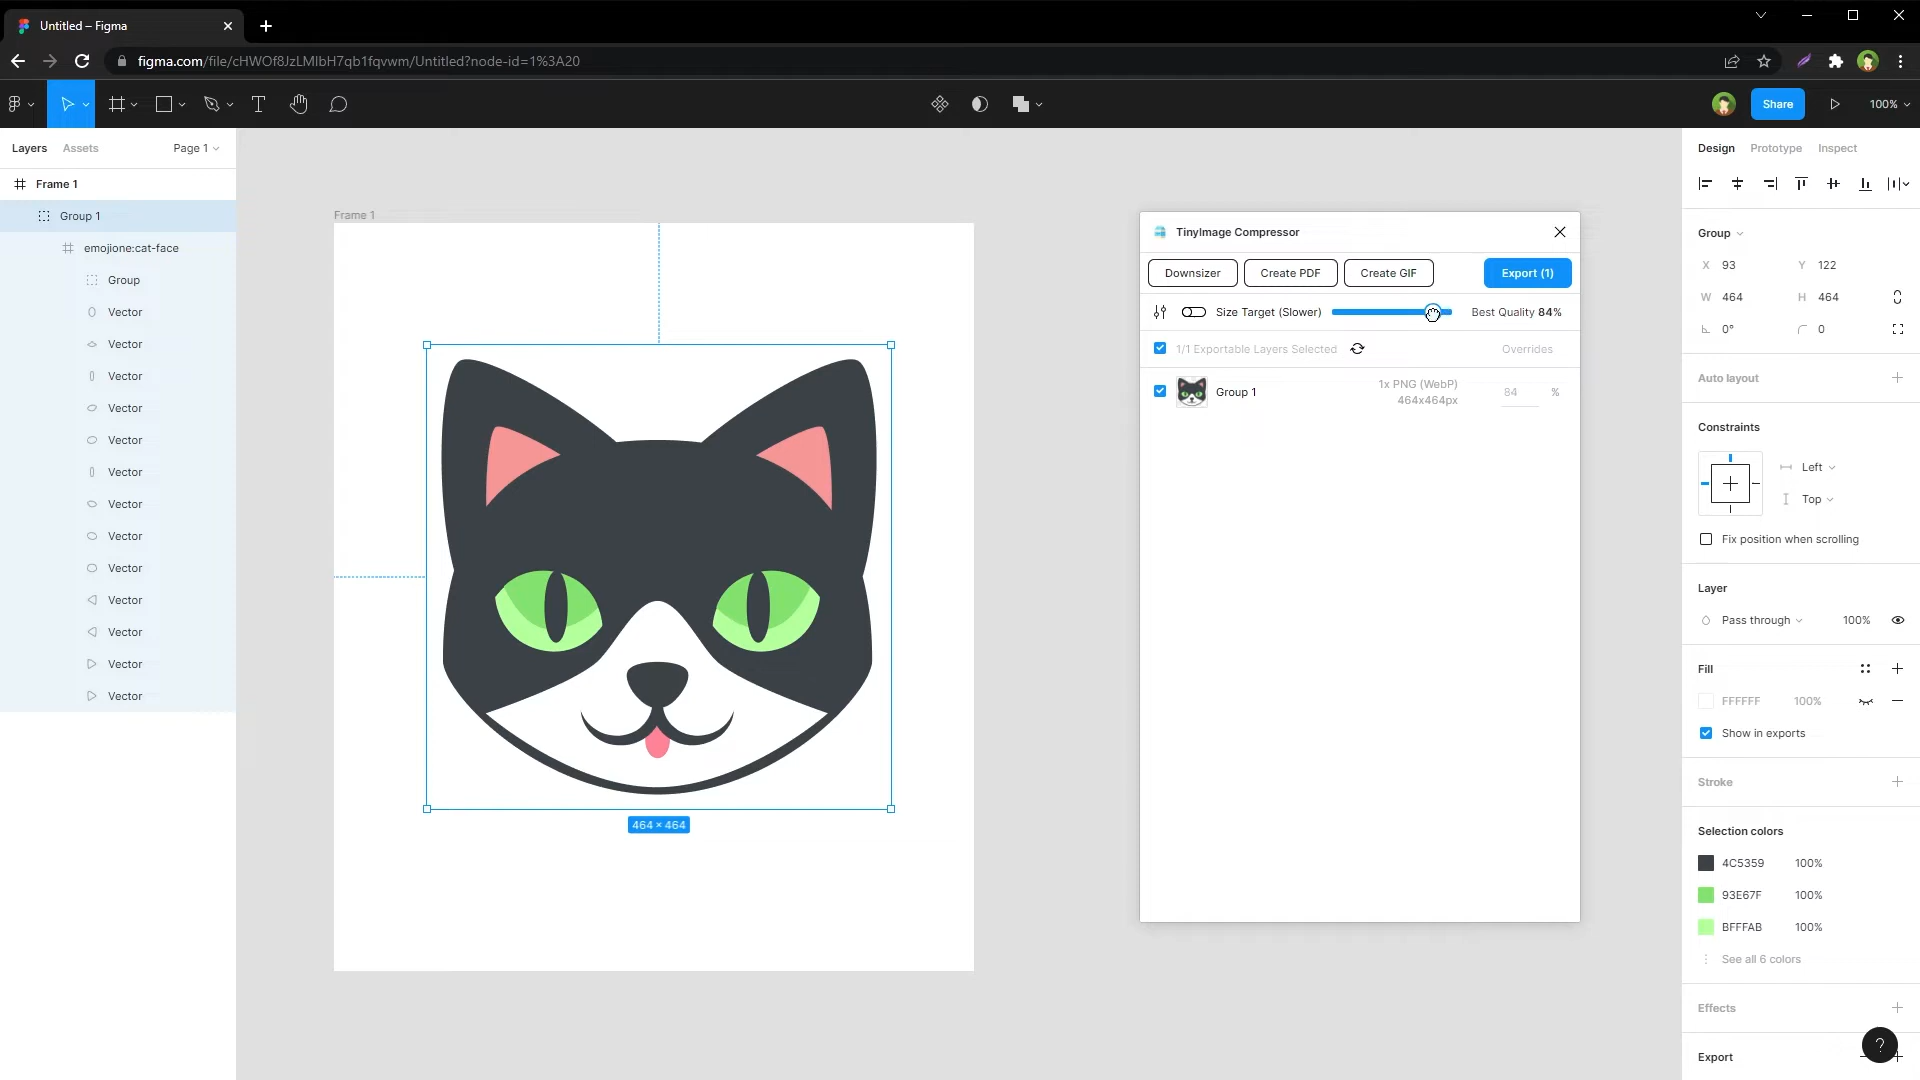 Untitled – Figma
figma.com/file/cHWOf8JzLMIbH7qb1fqvwm/Untitled?node-id=1%3A20
Share
100%
Layers
Assets
Page 1
Frame 1
Group 1
emojione:cat-face
Group
Vector
Vector
Vector
Vector
Vector
Vector
Vector
Vector
Vector
Vector
Vector
Vector
Vector
Frame 1
464 × 464
TinyImage Compressor
Downsizer
Create PDF
Create GIF
Export (1)
Size Target (Slower)
Best Quality 84%
1/1 Exportable Layers Selected
Overrides
Group 1
1x PNG (WebP)
464x464px
84 %
Design
Prototype
Inspect
Group
X 93
Y 122
W 464
H 464
0°
0
Auto layout
Constraints
Left
Top
Fix position when scrolling
Layer
Pass through
100%
Fill
FFFFFF
100%
Show in exports
Stroke
Selection colors
4C5359
100%
93E67F
100%
BFFFAB
100%
See all 6 colors
Effects
Export
?